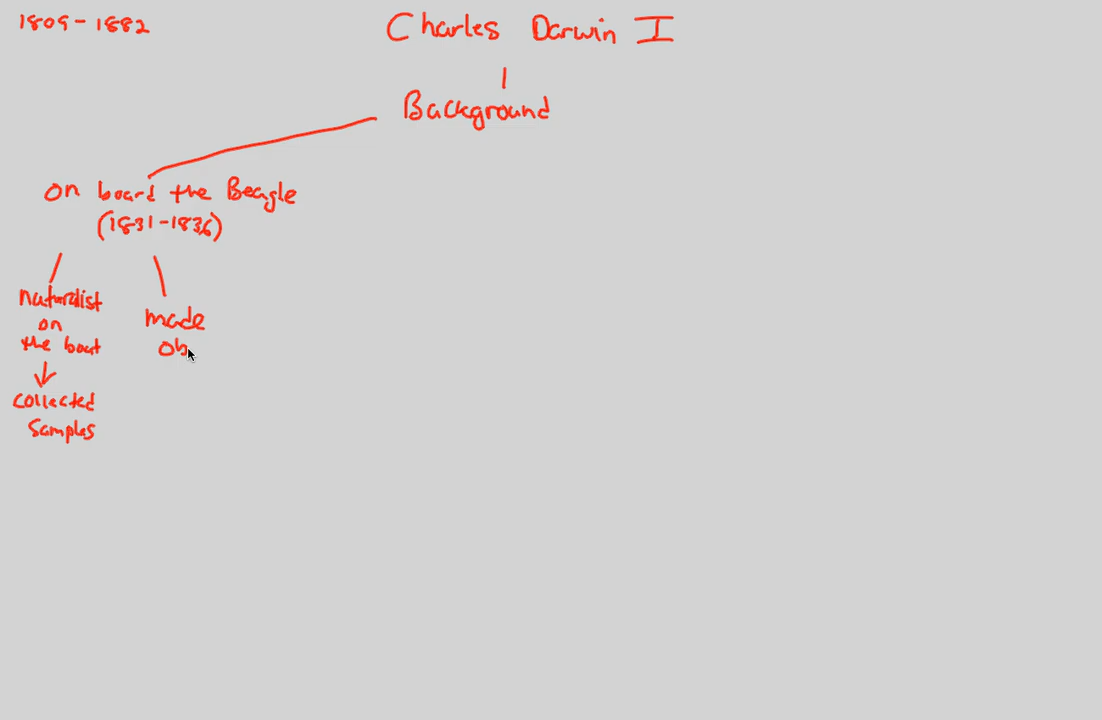 1809-1882
Charles Darwin I
Background
on board the Beagle
(1831-1836)
naturalist
on
the boat
collected
samples
made
ob